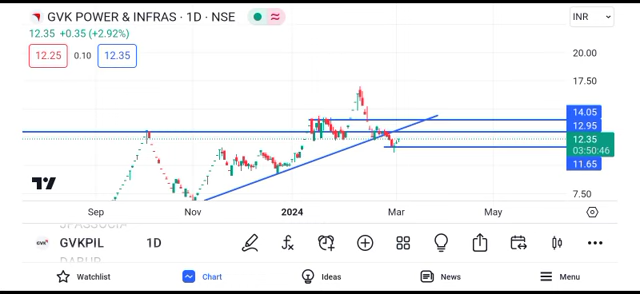 GVK POWER & INFRAS · 1D · NSE
INR
12.35 +0.35 (+2.92%)
12.25 0.10 12.35
20.00
17.50
14.05
12.95
12.35
03:50:46
11.65
7.50
Sep Nov 2024 Mar May
JPASSOCIA
GVKPIL 1D
DABUR
Watchlist Chart Ideas News Menu